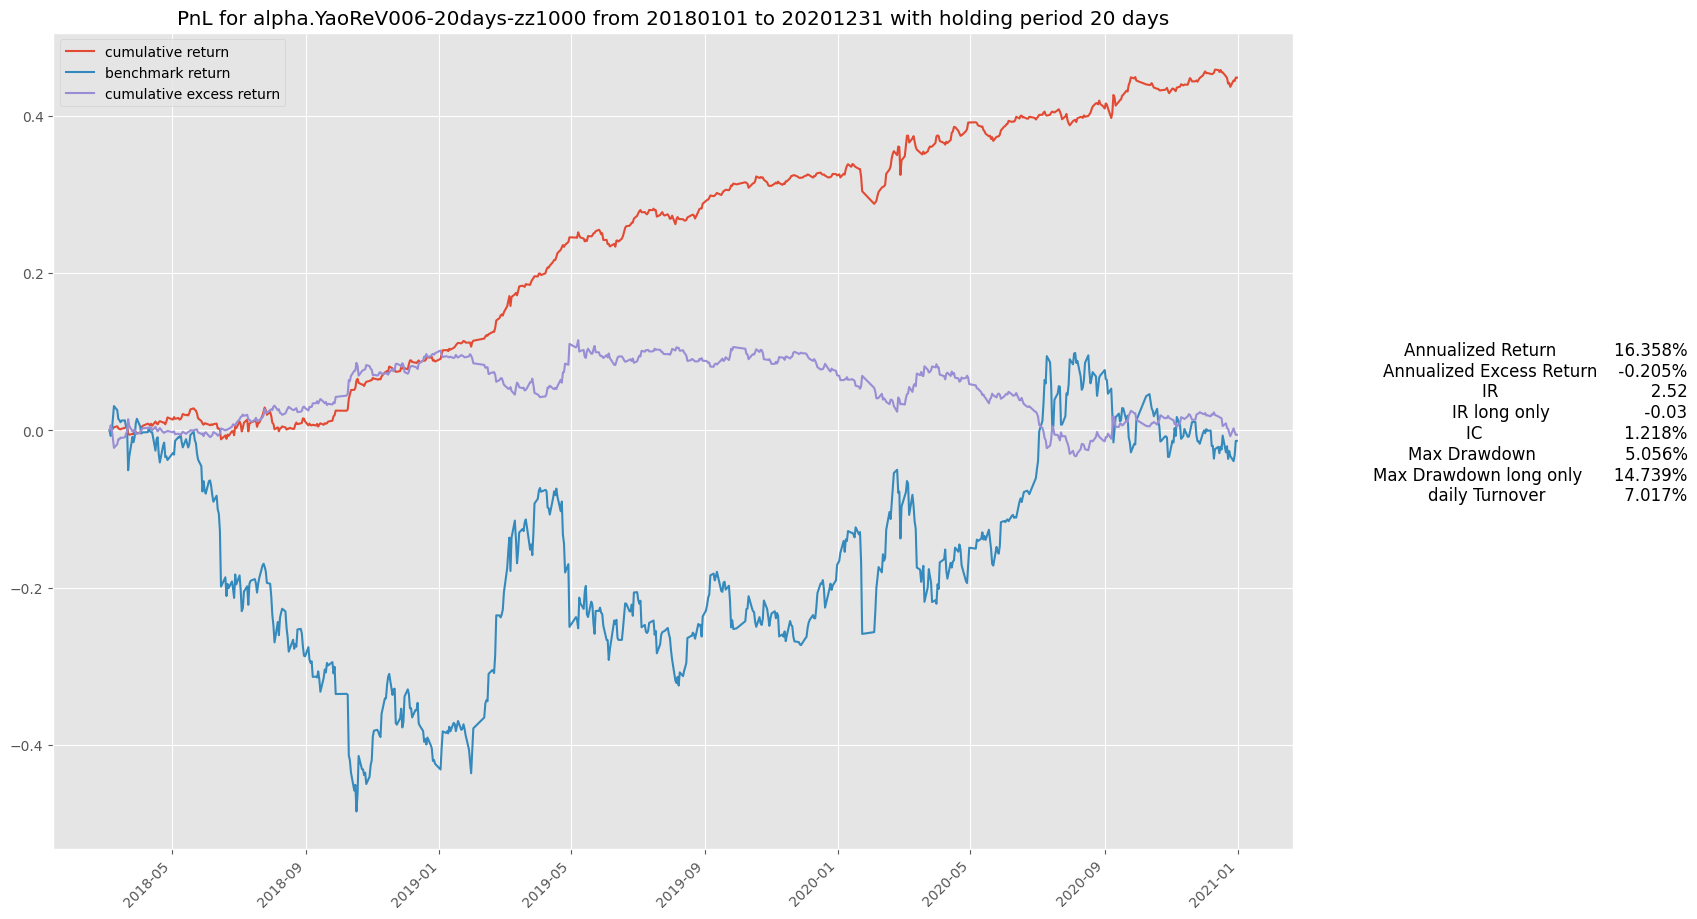 PnL for alpha.YaoReV006-20days-zz1000 from 20180101 to 20201231 with holding period 20 days
cumulative return
benchmark return
cumulative excess return
0.4
0.2
0.0
−0.2
−0.4
2018-05
2018-09
2019-01
2019-05
2019-09
2020-01
2020-05
2020-09
2021-01
Annualized Return 16.358%
Annualized Excess Return -0.205%
IR 2.52
IR long only -0.03
IC 1.218%
Max Drawdown 5.056%
Max Drawdown long only 14.739%
daily Turnover 7.017%